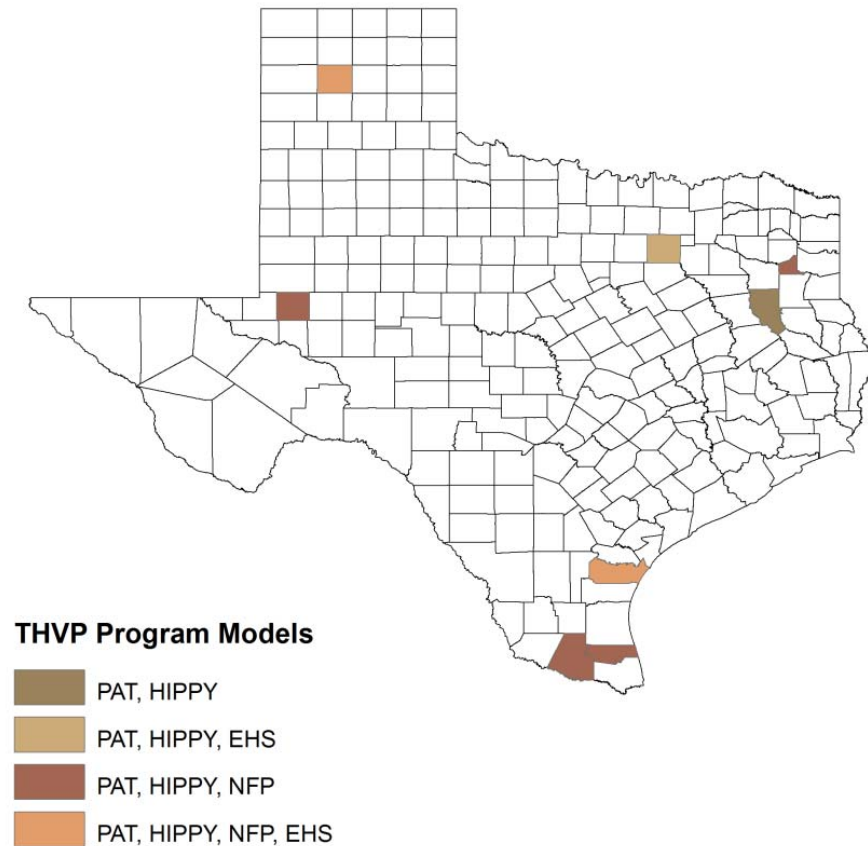 THVP Program Models
PAT, HIPPY
PAT, HIPPY, EHS
PAT, HIPPY, NFP
PAT, HIPPY, NFP, EHS